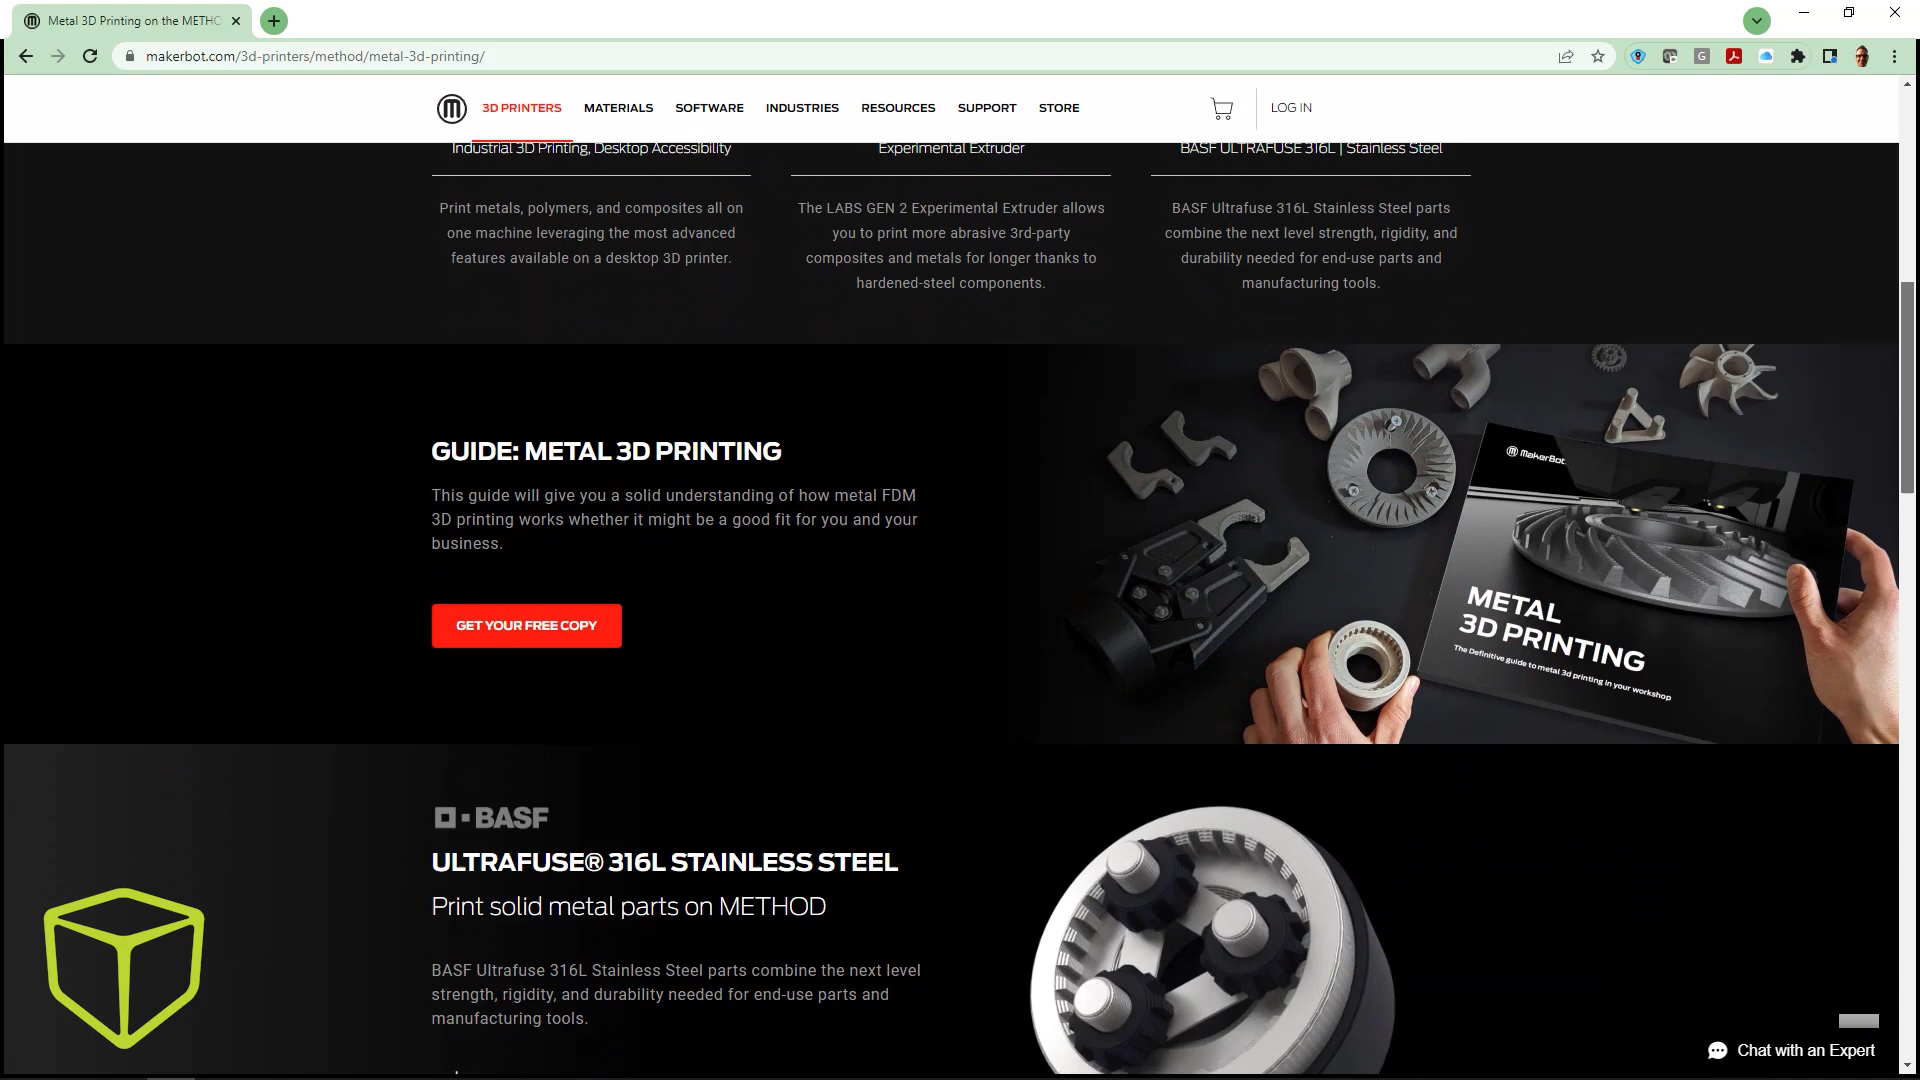 Metal 3D Printing on the METHO
makerbot.com/3d-printers/method/metal-3d-printing/
3D PRINTERS
MATERIALS
SOFTWARE
INDUSTRIES
RESOURCES
SUPPORT
STORE
LOG IN
Industrial 3D Printing, Desktop Accessibility
Print metals, polymers, and composites all on
one machine leveraging the most advanced
features available on a desktop 3D printer.
Experimental Extruder
The LABS GEN 2 Experimental Extruder allows
you to print more abrasive 3rd-party
composites and metals for longer thanks to
hardened-steel components.
BASF ULTRAFUSE 316L | Stainless Steel
BASF Ultrafuse 316L Stainless Steel parts
combine the next level strength, rigidity, and
durability needed for end-use parts and
manufacturing tools.
GUIDE: METAL 3D PRINTING
This guide will give you a solid understanding of how metal FDM
3D printing works whether it might be a good fit for you and your
business.
GET YOUR FREE COPY
MakerBot
METAL
3D PRINTING
The Definitive guide to metal 3d printing in your workshop
BASF
ULTRAFUSE® 316L STAINLESS STEEL
Print solid metal parts on METHOD
BASF Ultrafuse 316L Stainless Steel parts combine the next level
strength, rigidity, and durability needed for end-use parts and
manufacturing tools.
Chat with an Expert